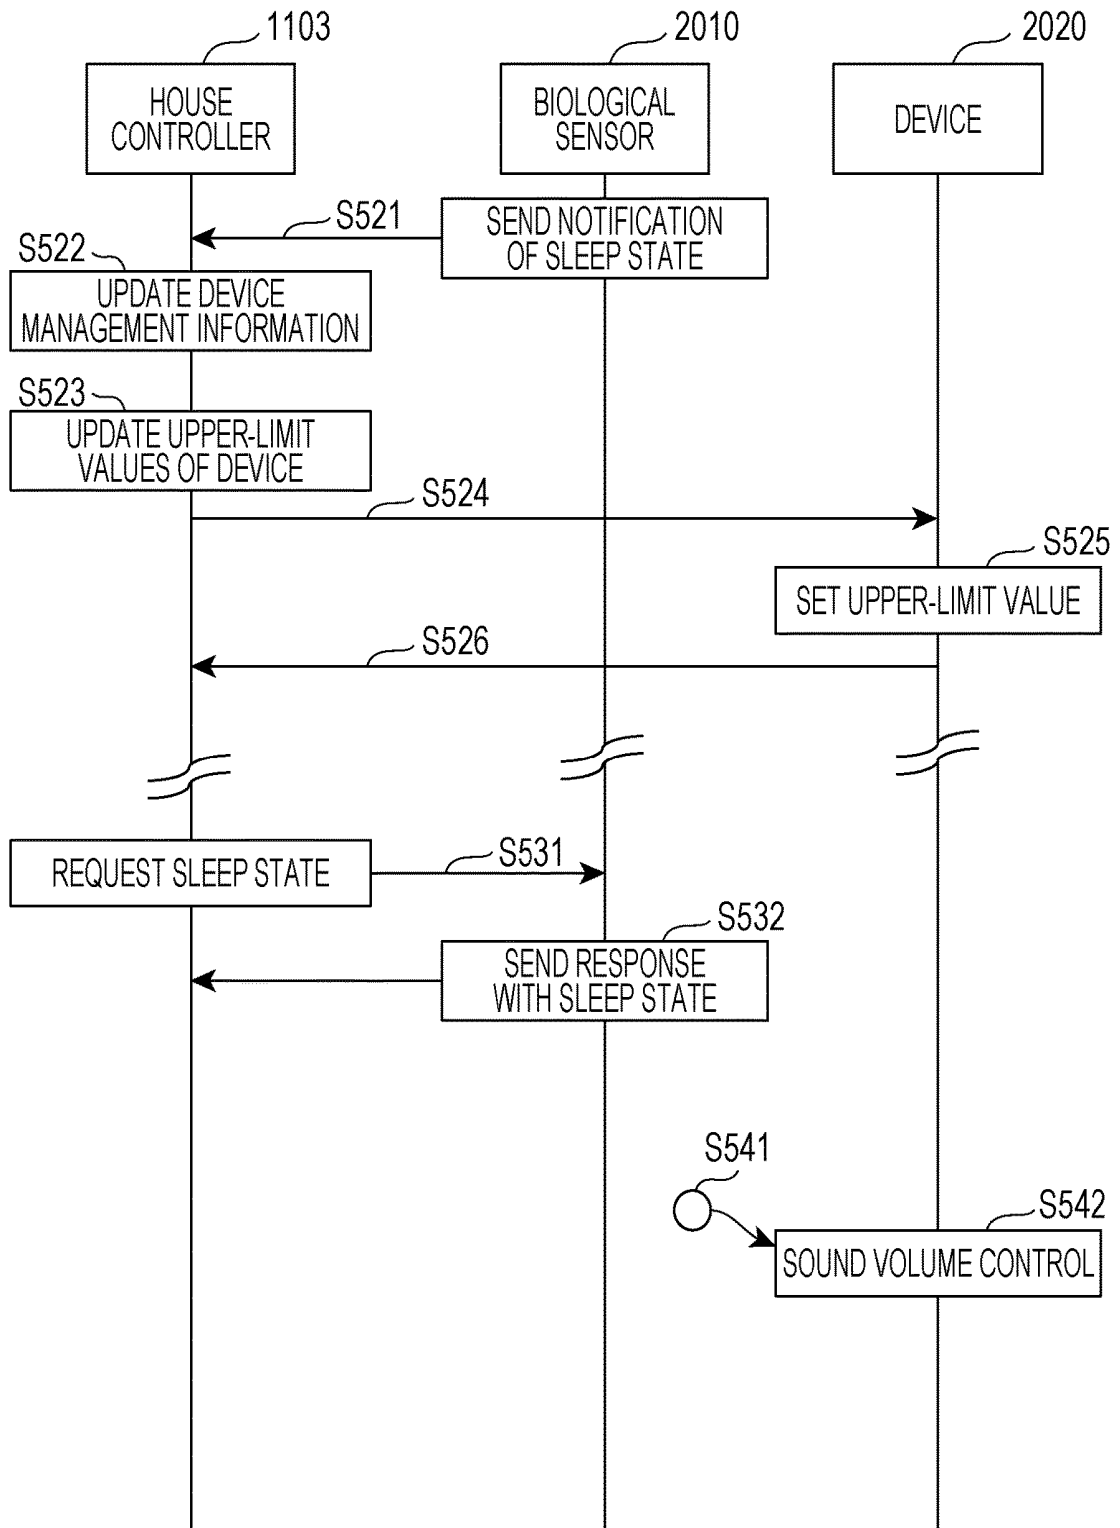 1103
2010
2020
HOUSE
CONTROLLER
BIOLOGICAL
SENSOR
DEVICE
S521
SEND NOTIFICATION
OF SLEEP STATE
S522
UPDATE DEVICE
MANAGEMENT INFORMATION
S523
UPDATE UPPER-LIMIT
VALUES OF DEVICE
S524
S525
SET UPPER-LIMIT VALUE
S526
REQUEST SLEEP STATE
S531
S532
SEND RESPONSE
WITH SLEEP STATE
S541
S542
SOUND VOLUME CONTROL